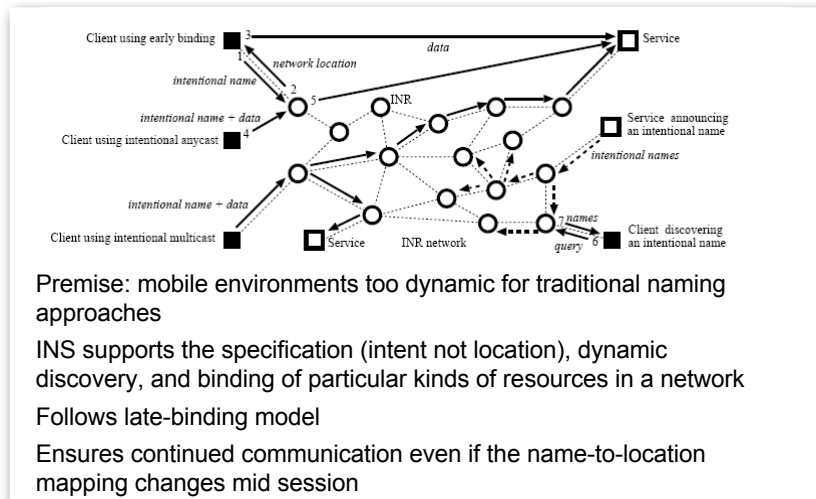 Client using early binding
3
data
Service
1
network location
intentional name
2
5
INR
intentional name + data
4
Client using intentional anycast
Service announcing
an intentional name
intentional names
intentional name + data
7
names
Client discovering
an intentional name
Client using intentional multicast
Service
INR network
query
6
Premise: mobile environments too dynamic for traditional naming
approaches
INS supports the specification (intent not location), dynamic
discovery, and binding of particular kinds of resources in a network
Follows late-binding model
Ensures continued communication even if the name-to-location
mapping changes mid session